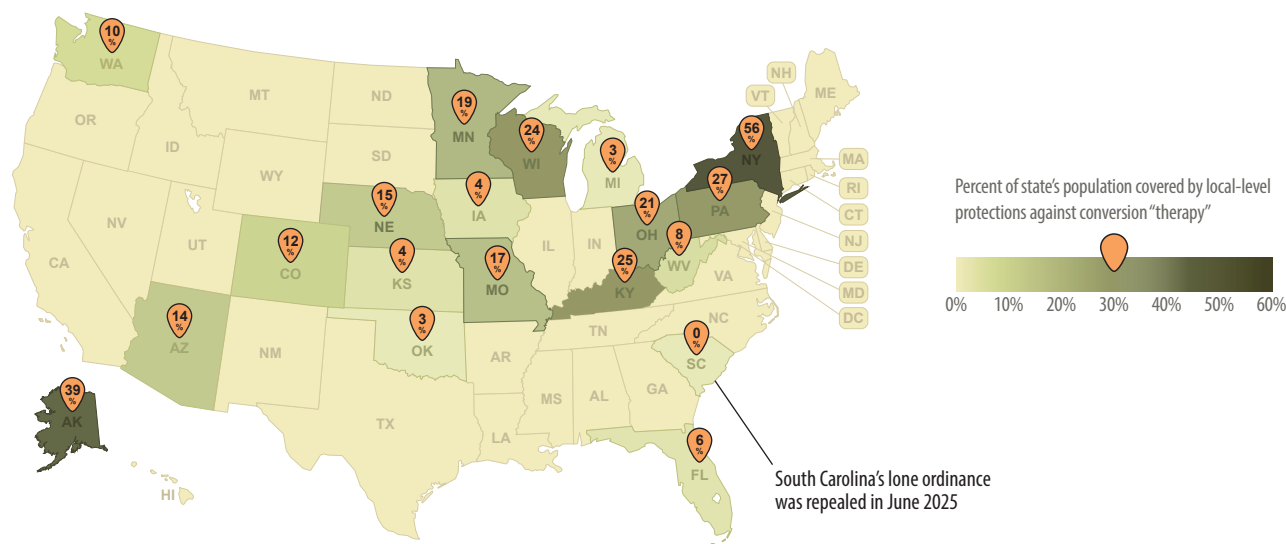 10
%
WA
MT
ND
OR
ID
SD
WY
19
%
MN
24
%
WI
3
%
MI
56
%
NY
VT
NH
ME
MA
RI
CT
NJ
DE
MD
DC
27
%
PA
15
%
NE
4
%
IA
21
%
OH
8
%
WV
VA
NV
UT
CA
12
%
CO
4
%
KS
17
%
MO
IL
IN
25
%
KY
14
%
AZ
NM
3
%
OK
AR
TN
NC
0
%
SC
MS
AL
GA
TX
LA
39
%
AK
HI
6
%
FL
South Carolina's lone ordinance
was repealed in June 2025
Percent of state's population covered by local-level
protections against conversion “therapy”
0% 10% 20% 30% 40% 50% 60%